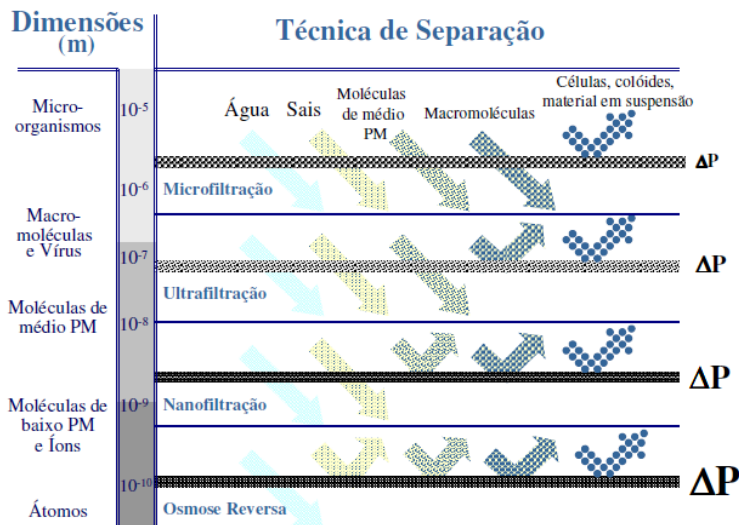 Dimensões
(m)
Técnica de Separação
Micro-
organismos
10-5
Água
Sais
Moléculas
de médio
PM
Macromoléculas
Células, colóides,
material em suspensão
ΔP
10-6
Microfiltração
Macro-
moléculas
e Vírus
10-7
ΔP
Ultrafiltração
Moléculas de
médio PM
10-8
ΔP
10-9
Nanofiltração
Moléculas de
baixo PM
e Íons
10-10
ΔP
Átomos
Osmose Reversa